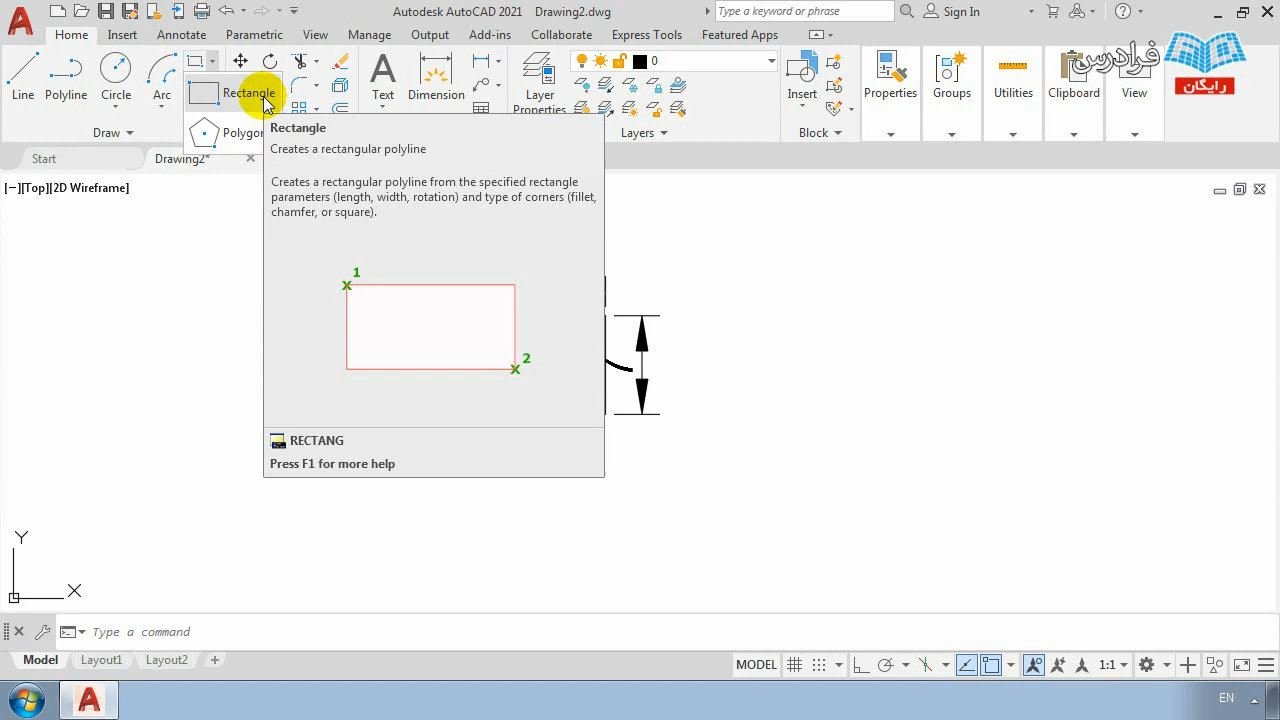 Autodesk AutoCAD 2021 Drawing2.dwg
Type a keyword or phrase
Sign In
Home Insert Annotate Parametric View Manage Output Add-ins Collaborate Express Tools Featured Apps
فرادرس
رایگان
0
Line Polyline Circle Arc
Rectangle
Text Dimension
Layer
Properties
Insert
Properties Groups Utilities Clipboard View
Draw
Polygon
Layers
Block
Start Drawing2*
[−][Top][2D Wireframe]
Rectangle
Creates a rectangular polyline
Creates a rectangular polyline from the specified rectangle
parameters (length, width, rotation) and type of corners (fillet,
chamfer, or square).
1
2
RECTANG
Press F1 for more help
Y
X
Type a command
Model Layout1 Layout2
MODEL
1:1
EN